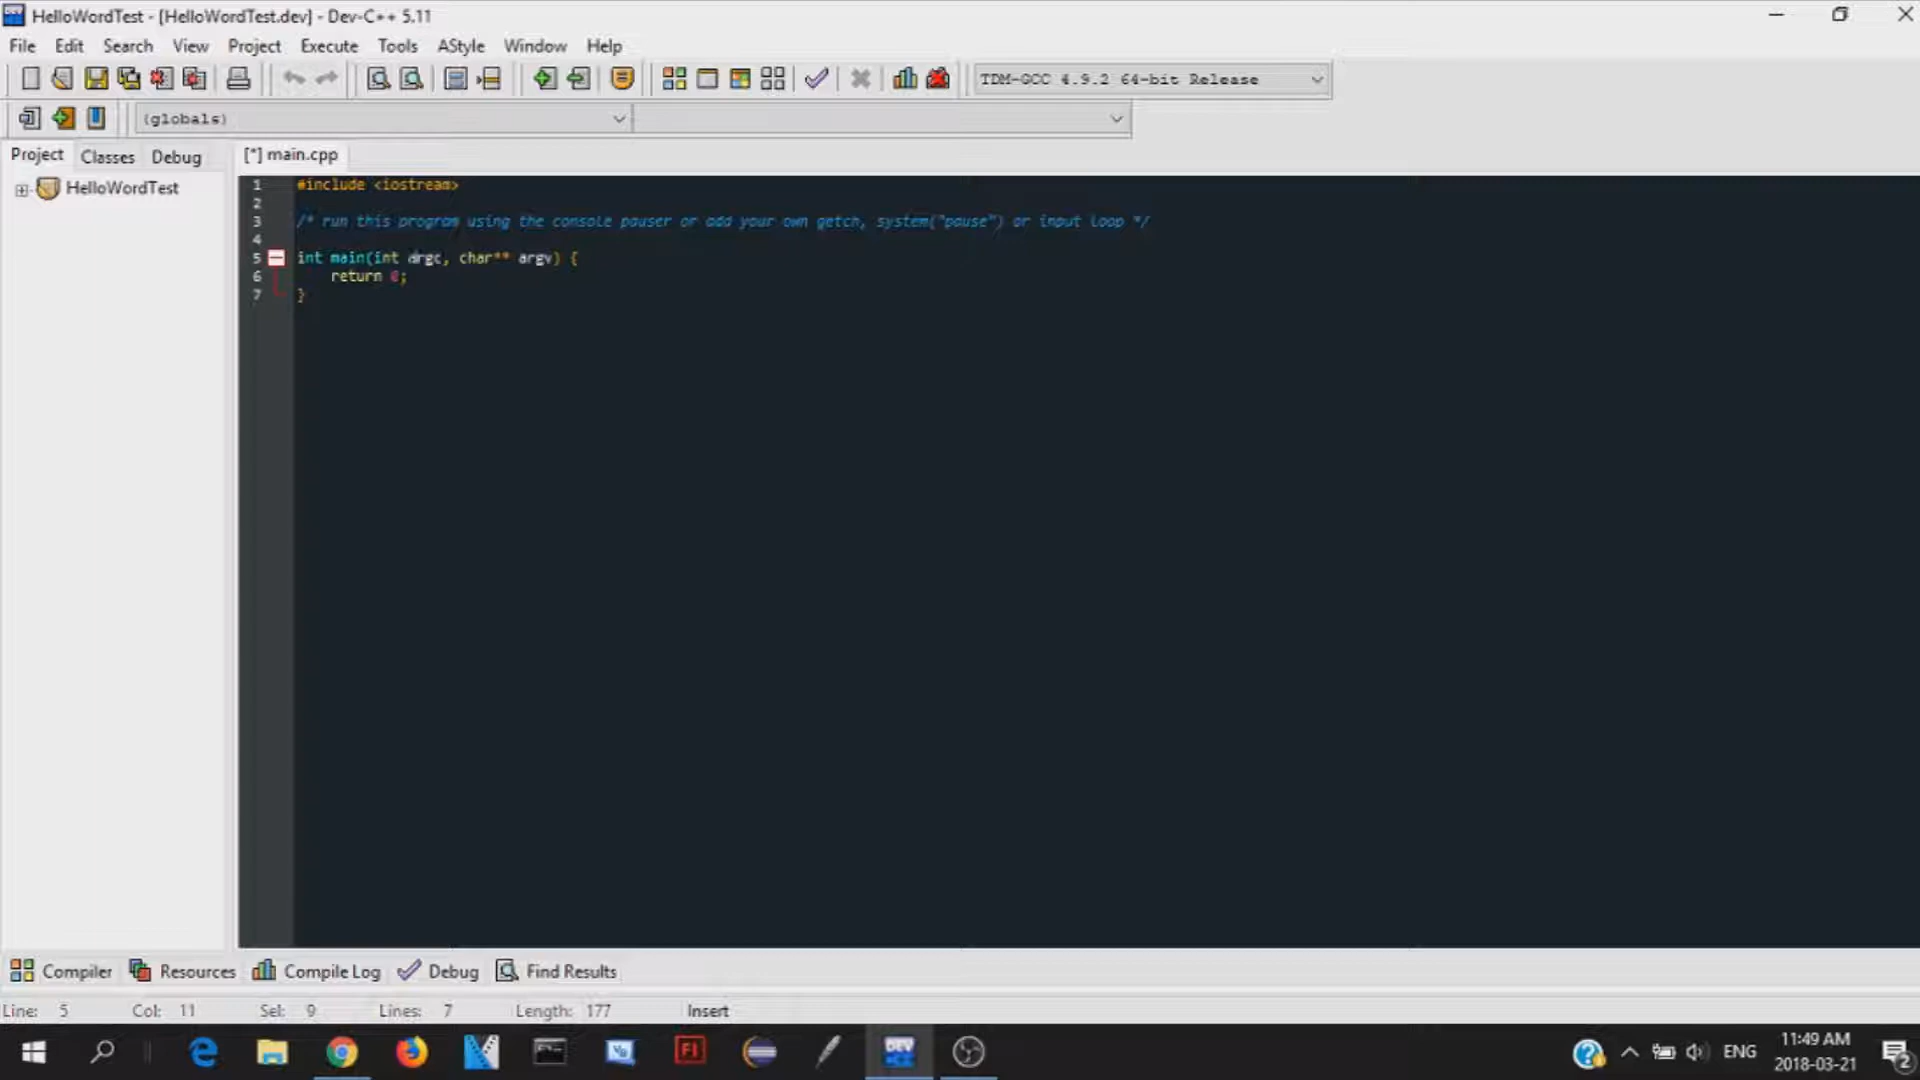 HelloWordTest - [HelloWordTest.dev] - Dev-C++ 5.11
File Edit Search View Project Execute Tools AStyle Window Help
TDM-GCC 4.9.2 64-bit Release
(globals)
Project Classes Debug
[*] main.cpp
HelloWordTest
1 #include <iostream>
2
3 /* run this program using the console pauser or add your own getch, system("pause") or input loop */
4
5 int main(int argc, char** argv) {
6 return 0;
7 }
Compiler Resources Compile Log Debug Find Results
Line: 5 Col: 11 Sel: 9 Lines: 7 Length: 177 Insert
DEV
Fl
ENG
11:49 AM
2018-03-21
2